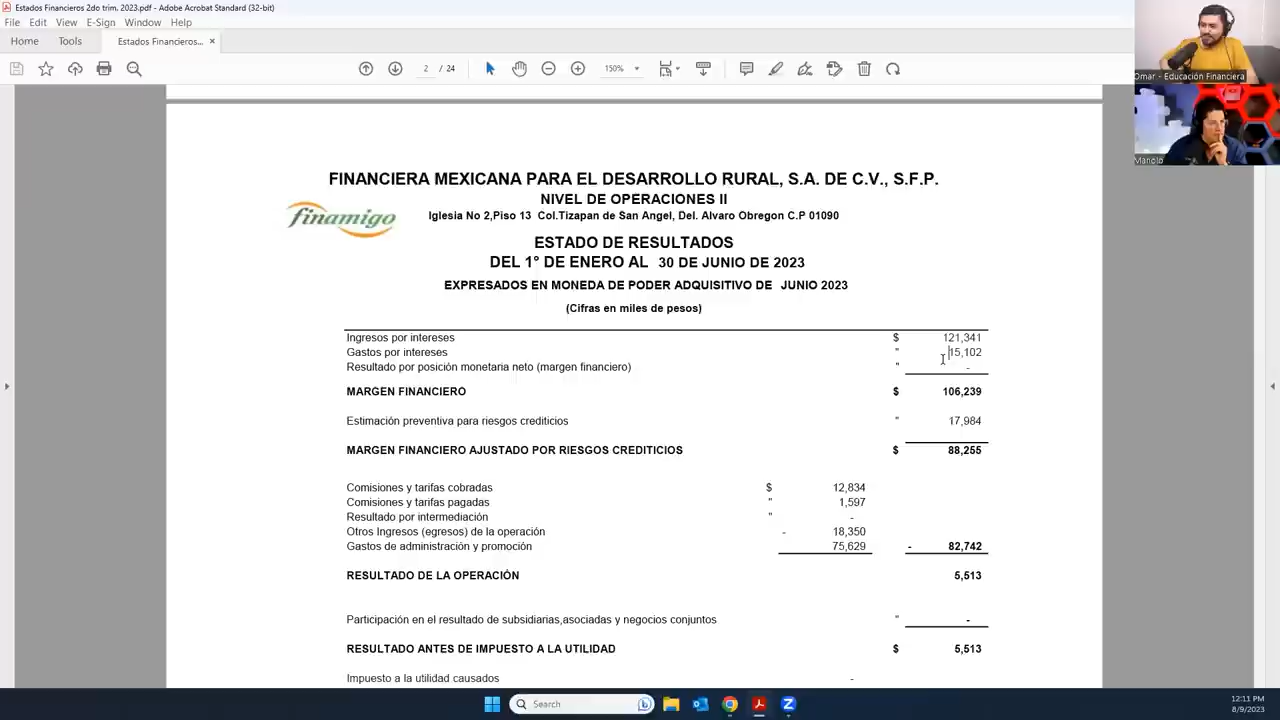 Estados Financieros 2do trim. 2023.pdf - Adobe Acrobat Standard (32-bit)
File Edit View E-Sign Window Help
Home Tools Estados Financieros... ×
2 / 24 150%
Omar - Educación Financiera
Manolo
FINANCIERA MEXICANA PARA EL DESARROLLO RURAL, S.A. DE C.V., S.F.P.
NIVEL DE OPERACIONES II
finamigo
Iglesia No 2,Piso 13 Col.Tizapan de San Angel, Del. Alvaro Obregon C.P 01090
ESTADO DE RESULTADOS
DEL 1° DE ENERO AL 30 DE JUNIO DE 2023
EXPRESADOS EN MONEDA DE PODER ADQUISITIVO DE JUNIO 2023
(Cifras en miles de pesos)
Ingresos por intereses $ 121,341
Gastos por intereses " 15,102
Resultado por posición monetaria neto (margen financiero) " -
MARGEN FINANCIERO $ 106,239
Estimación preventiva para riesgos crediticios " 17,984
MARGEN FINANCIERO AJUSTADO POR RIESGOS CREDITICIOS $ 88,255
Comisiones y tarifas cobradas $ 12,834
Comisiones y tarifas pagadas " 1,597
Resultado por intermediación " -
Otros Ingresos (egresos) de la operación - 18,350
Gastos de administración y promoción 75,629 - 82,742
RESULTADO DE LA OPERACIÓN 5,513
Participación en el resultado de subsidiarias,asociadas y negocios conjuntos " -
RESULTADO ANTES DE IMPUESTO A LA UTILIDAD $ 5,513
Impuesto a la utilidad causados -
Search
12:11 PM
8/9/2023